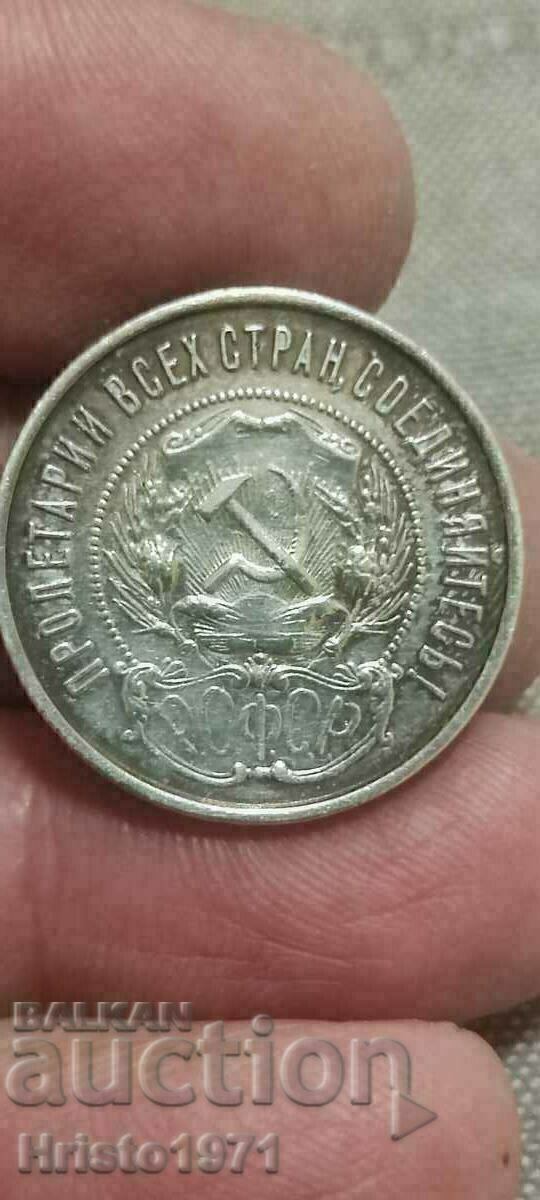 ПРОЛЕТАРИИ ВСЕХ СТРАН, СОЕДИНЯЙТЕСЬ!
РСФСР
BALKAN
auction
Hristo1971